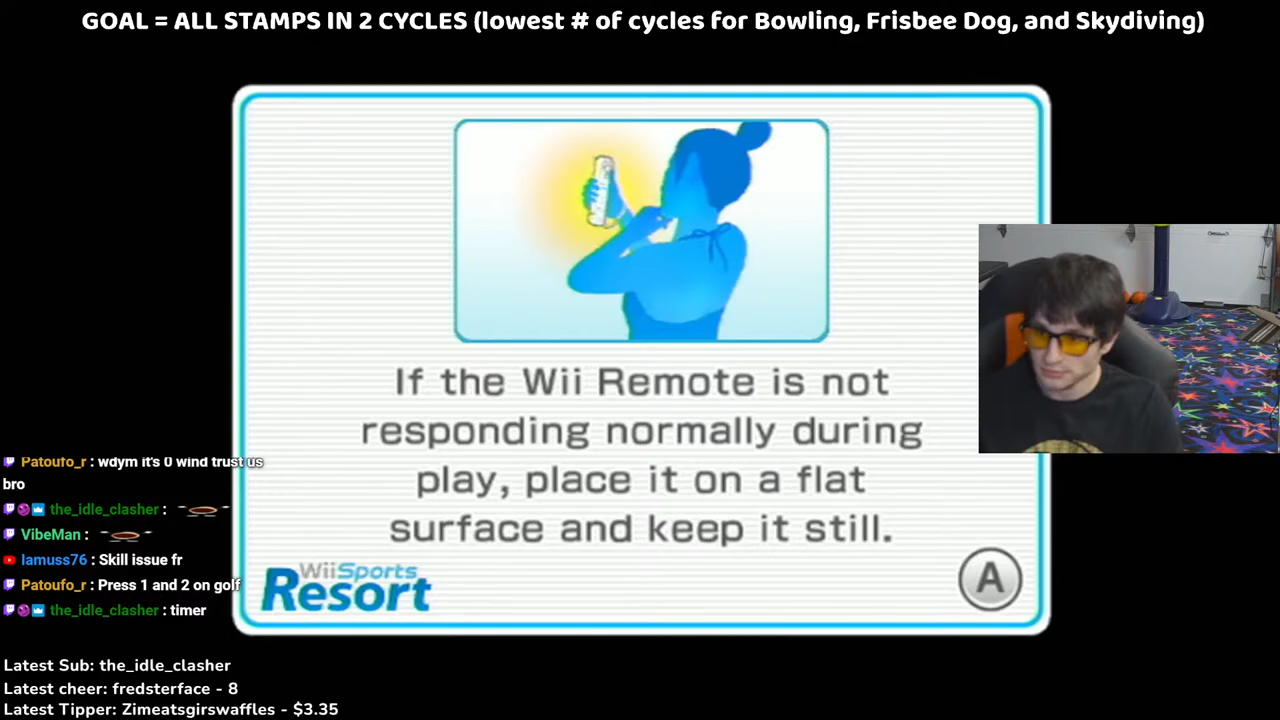 GOAL = ALL STAMPS IN 2 CYCLES (lowest # of cycles for Bowling, Frisbee Dog, and Skydiving)
If the Wii Remote is not
responding normally during
play, place it on a flat
surface and keep it still.
WiiSports
Resort
A
Patoufo_r : wdym it's 0 wind trust us
bro
the_idle_clasher :
VibeMan :
lamuss76 : Skill issue fr
Patoufo_r : Press 1 and 2 on golf
the_idle_clasher : timer
Latest Sub: the_idle_clasher
Latest cheer: fredsterface - 8
Latest Tipper: Zimeatsgirswaffles - $3.35